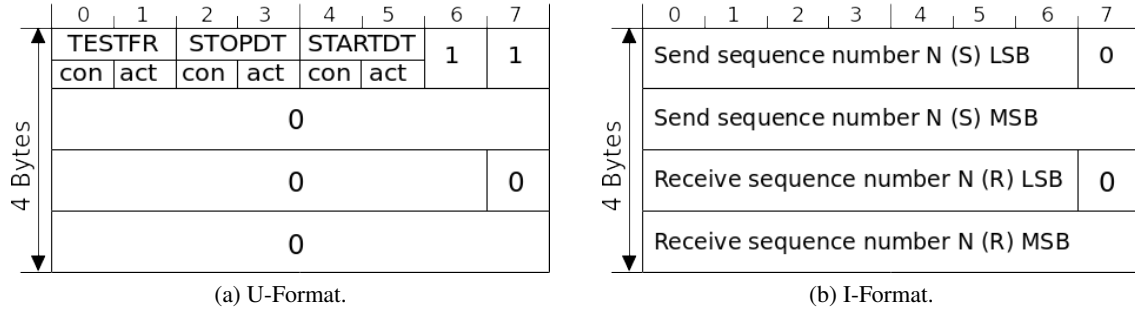 0 1 2 3 4 5 6 7
TESTFR STOPDT STARTDT 1 1
con act con act con act
0
0 0
0
4 Bytes
(a) U-Format.
0 1 2 3 4 5 6 7
Send sequence number N (S) LSB 0
Send sequence number N (S) MSB
Receive sequence number N (R) LSB 0
Receive sequence number N (R) MSB
4 Bytes
(b) I-Format.